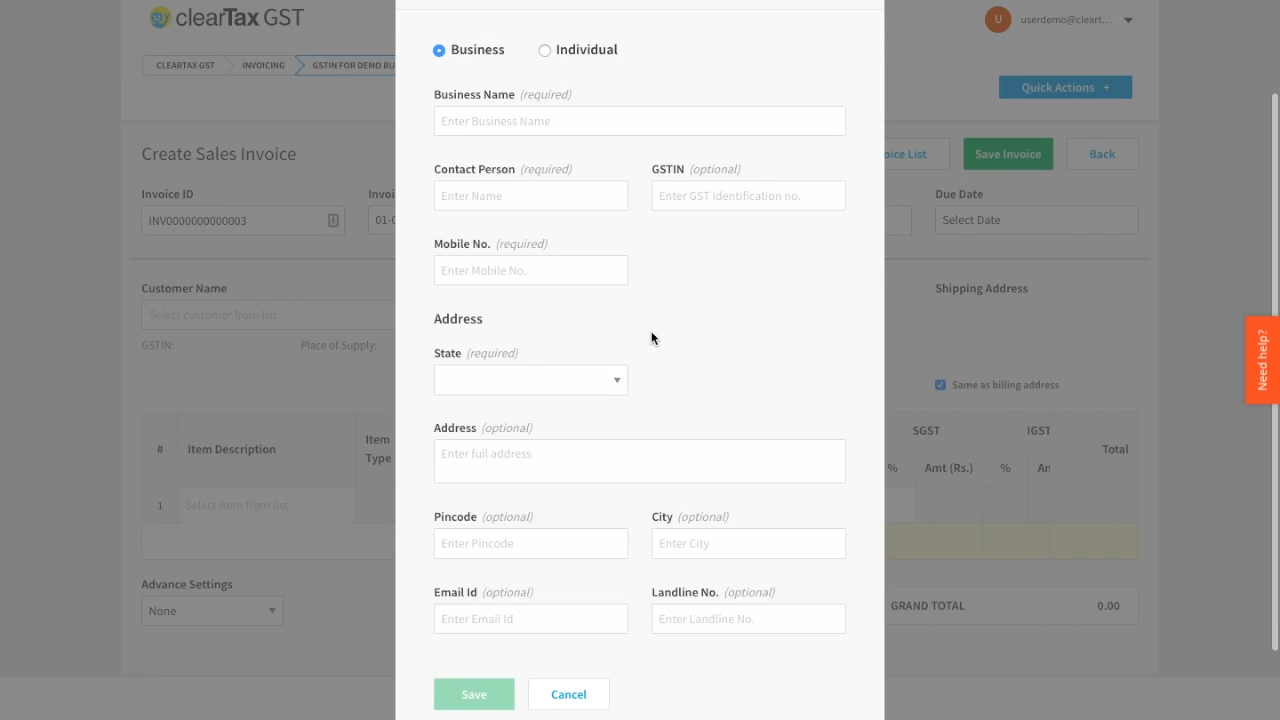 clearTax GST
U
userdemo@cleart...
CLEARTAX GST
INVOICING
GSTIN FOR DEMO BU
Quick Actions +
Business
Individual
Business Name (required)
Enter Business Name
Contact Person (required)
GSTIN (optional)
Enter Name
Enter GST identification no.
Mobile No. (required)
Enter Mobile No.
Address
State (required)
Address (optional)
Enter full address
Pincode (optional)
City (optional)
Enter Pincode
Enter City
Email Id (optional)
Landline No. (optional)
Enter Email Id
Enter Landline No.
Save
Cancel
Create Sales Invoice
oice List
Save Invoice
Back
Invoice ID
Invoi
Due Date
INV0000000000003
01-0
Select Date
Customer Name
Shipping Address
Select customer from list
GSTIN:
Place of Supply:
Same as billing address
Need help?
#
Item Description
Item
Type
SGST
IGST
Total
%
Amt (Rs.)
%
An
1
Select item from list
Advance Settings
None
GRAND TOTAL
0.00